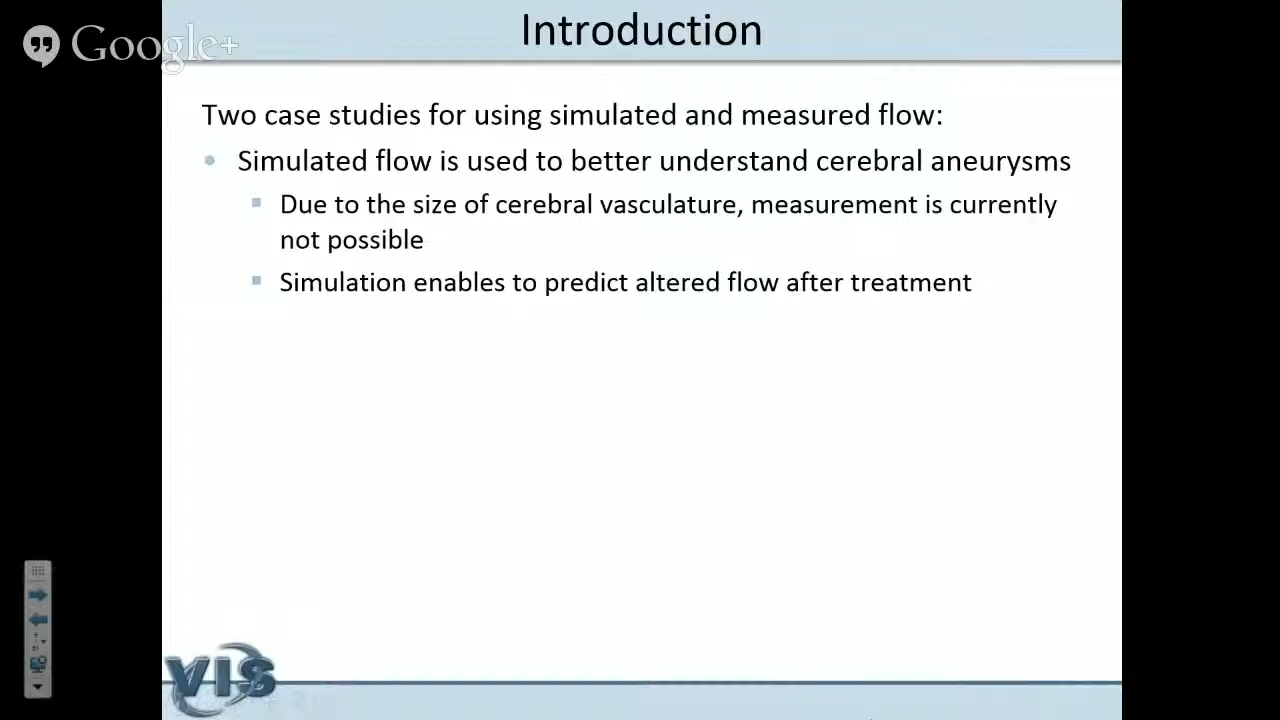 Introduction
Google+
Two case studies for using simulated and measured flow:
Simulated flow is used to better understand cerebral aneurysms
Due to the size of cerebral vasculature, measurement is currently
not possible
Simulation enables to predict altered flow after treatment
VIS